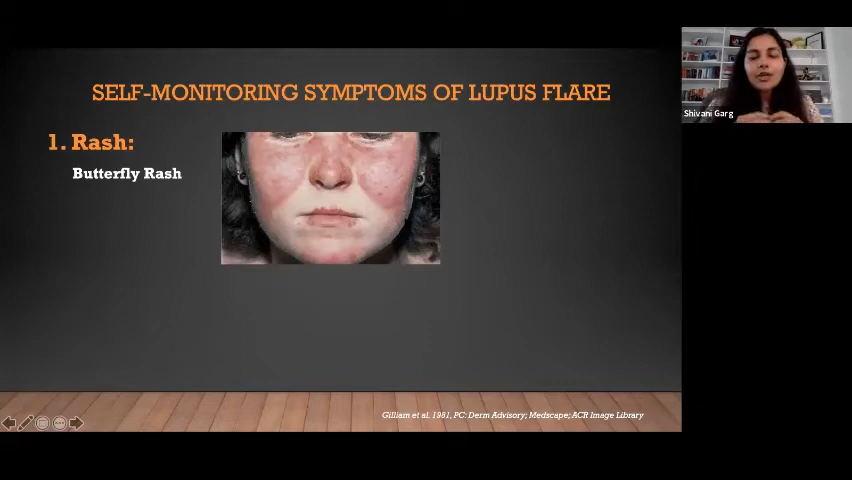 SELF-MONITORING SYMPTOMS OF LUPUS FLARE
1. Rash:
Butterfly Rash
Gilliam et al. 1981, PC: Derm Advisory; Medscape; ACR Image Library
Shivani Garg